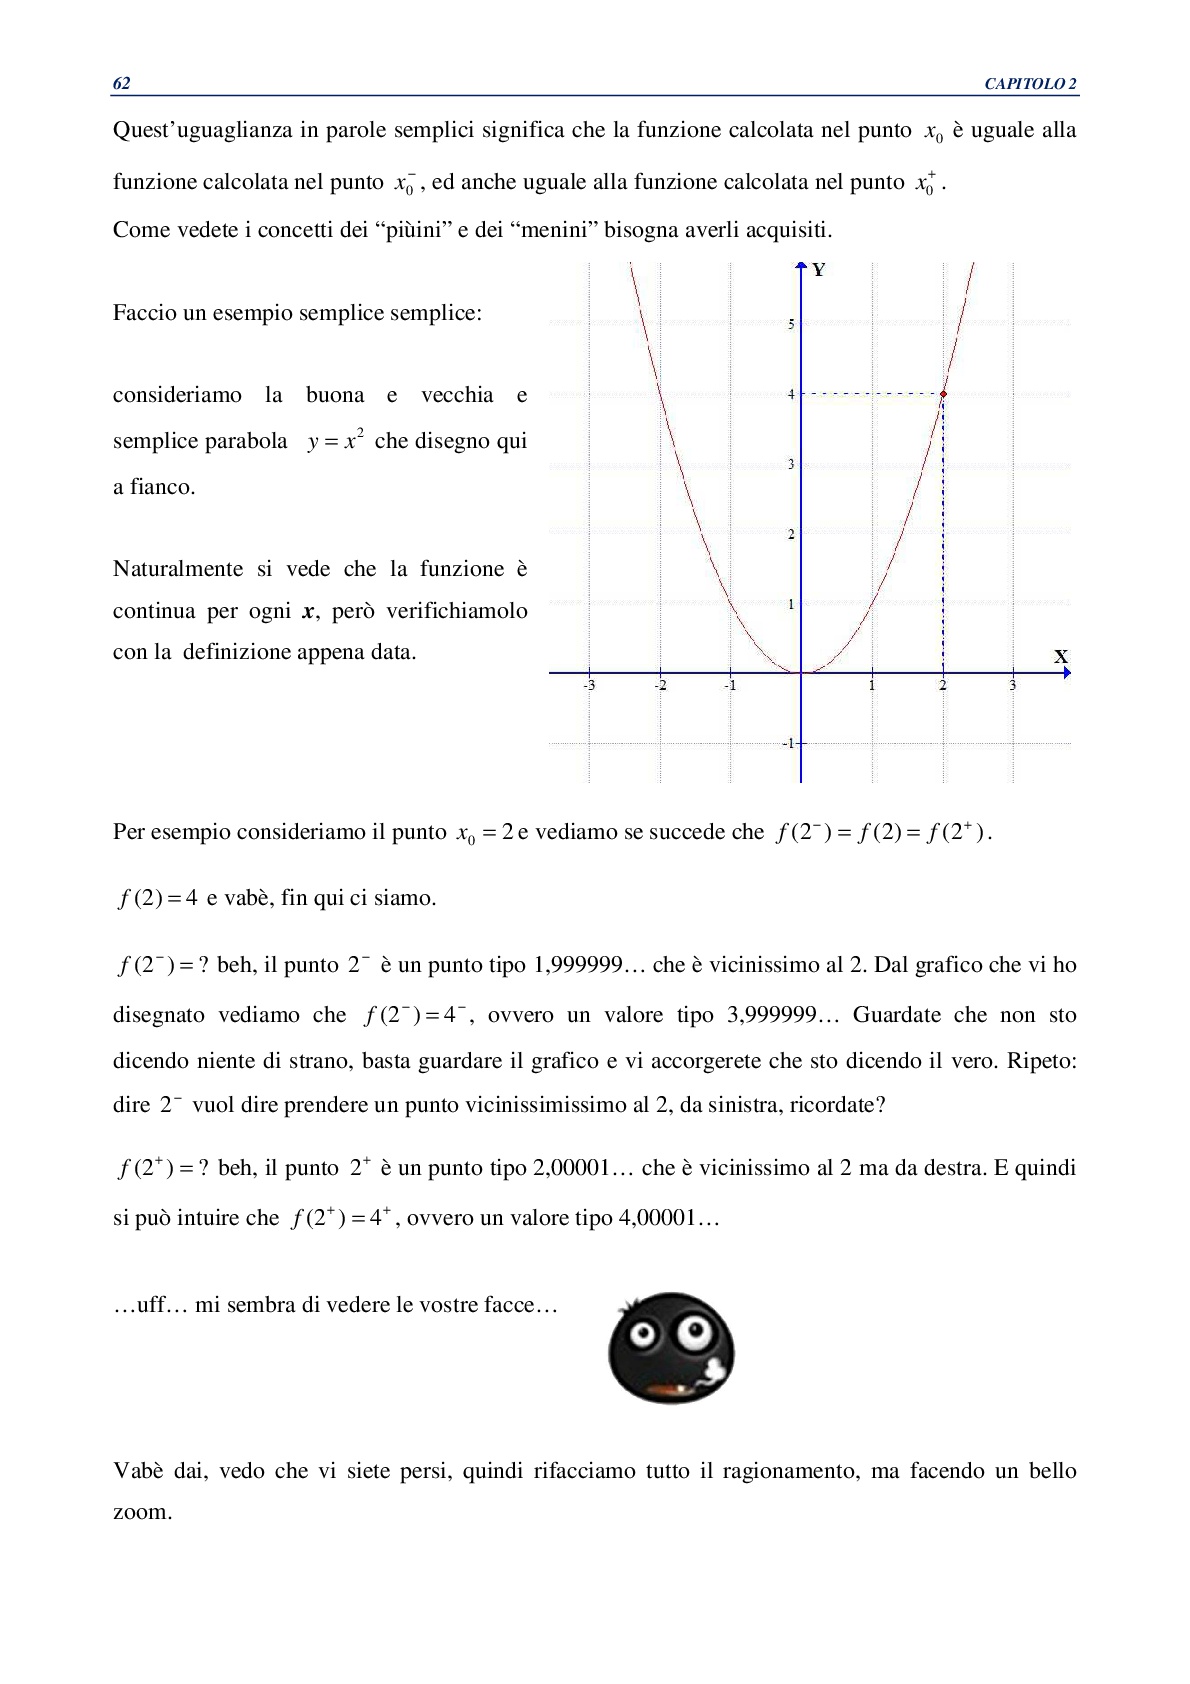 62 CAPITOLO 2
Quest’uguaglianza in parole semplici significa che la funzione calcolata nel punto x₀ è uguale alla
funzione calcolata nel punto x₀⁻, ed anche uguale alla funzione calcolata nel punto x₀⁺.
Come vedete i concetti dei “piùini” e dei “menini” bisogna averli acquisiti.
Faccio un esempio semplice semplice:
consideriamo la buona e vecchia e
semplice parabola y = x² che disegno qui
a fianco.
Naturalmente si vede che la funzione è
continua per ogni x, però verifichiamolo
con la definizione appena data.
Y
5
4
3
2
1
X
-3 -2 -1 1 2 3
-1
Per esempio consideriamo il punto x₀ = 2 e vediamo se succede che f(2⁻) = f(2) = f(2⁺).
f(2) = 4 e vabè, fin qui ci siamo.
f(2⁻) = ? beh, il punto 2⁻ è un punto tipo 1,999999… che è vicinissimo al 2. Dal grafico che vi ho
disegnato vediamo che f(2⁻) = 4⁻, ovvero un valore tipo 3,999999… Guardate che non sto
dicendo niente di strano, basta guardare il grafico e vi accorgerete che sto dicendo il vero. Ripeto:
dire 2⁻ vuol dire prendere un punto vicinissimissimo al 2, da sinistra, ricordate?
f(2⁺) = ? beh, il punto 2⁺ è un punto tipo 2,00001… che è vicinissimo al 2 ma da destra. E quindi
si può intuire che f(2⁺) = 4⁺, ovvero un valore tipo 4,00001…
…uff… mi sembra di vedere le vostre facce…
Vabè dai, vedo che vi siete persi, quindi rifacciamo tutto il ragionamento, ma facendo un bello
zoom.